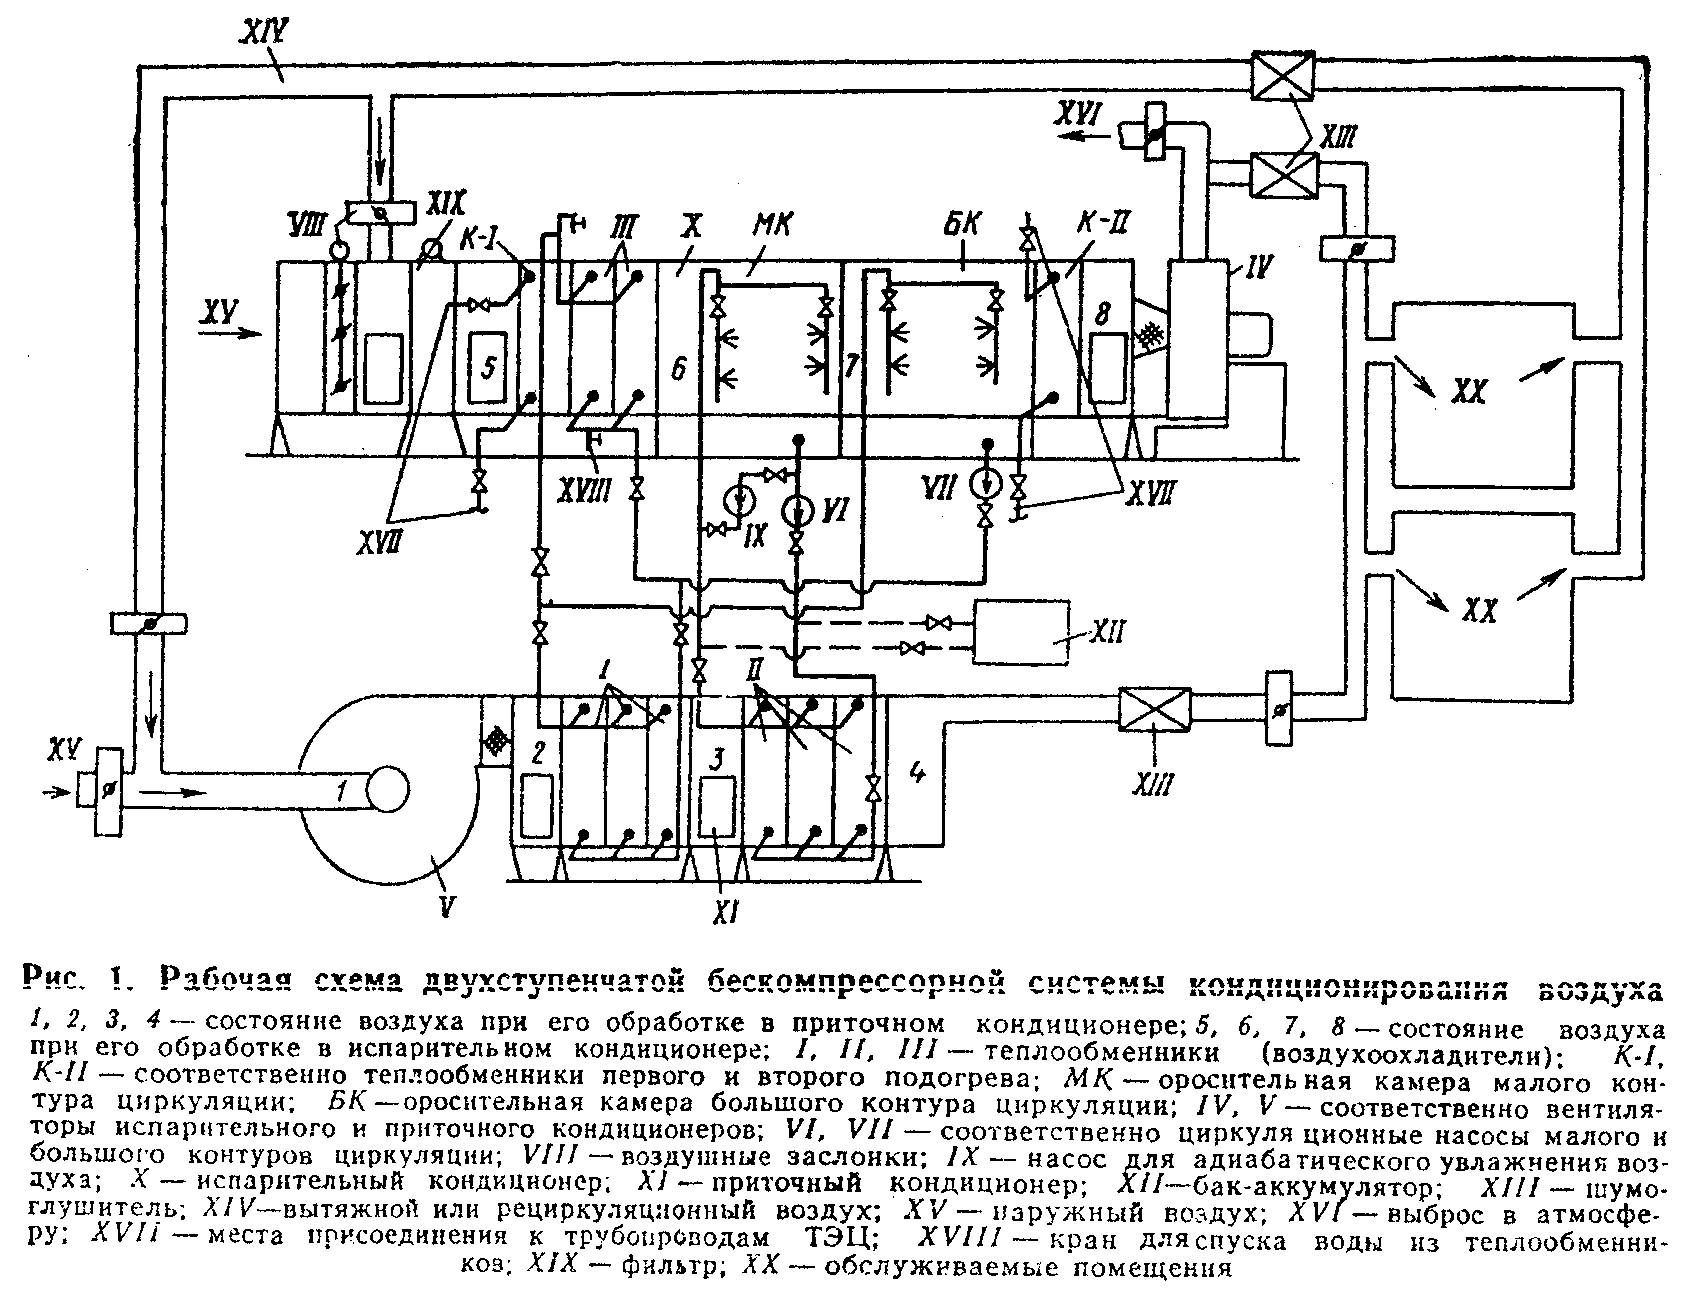 XIV
XVI
XIII
VIII
XIX
K-I
III
X
МК
БК
K-II
IV
XV
5
6
7
8
XX
XVII
XVIII
IX
VI
VII
XVII
XX
XII
I
II
XV
1
2
3
4
XIII
V
XI
Рис. 1. Рабочая схема двухступенчатой бескомпрессорной системы кондиционирования воздуха
1, 2, 3, 4 — состояние воздуха при его обработке в приточном кондиционере; 5, 6, 7, 8 — состояние воздуха
при его обработке в испарительном кондиционере; I, II, III — теплообменники (воздухоохладители); K-I,
K-II — соответственно теплообменники первого и второго подогрева; МК — оросительная камера малого кон-
тура циркуляции; БК — оросительная камера большого контура циркуляции; IV, V — соответственно вентиля-
торы испарительного и приточного кондиционеров; VI, VII — соответственно циркуляционные насосы малого и
большого контуров циркуляции; VIII — воздушные заслонки; IX — насос для адиабатического увлажнения воз-
духа; X — испарительный кондиционер; XI — приточный кондиционер; XII — бак-аккумулятор; XIII — шумо-
глушитель; XIV — вытяжной или рециркуляционный воздух; XV — наружный воздух; XVI — выброс в атмосфе-
ру; XVII — места присоединения к трубопроводам ТЭЦ; XVIII — кран для спуска воды из теплообменни-
ков; XIX — фильтр; XX — обслуживаемые помещения